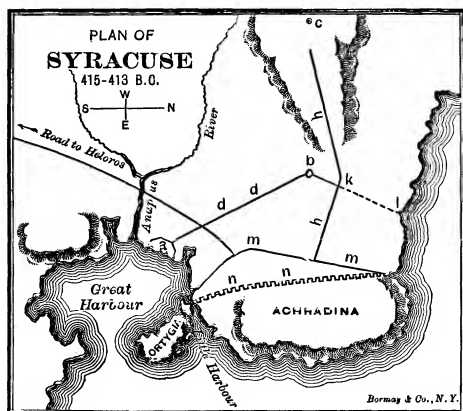 PLAN OF
SYRACUSE
415-413 B.C.
W
S N
E
c
h
Road to Heloros
River
Anapus
b
k
l
d d
h
a
m
m
n n
Great
Harbour
ACHRADINA
ORTYGIA
Harbour
Bormay & Co., N.Y.